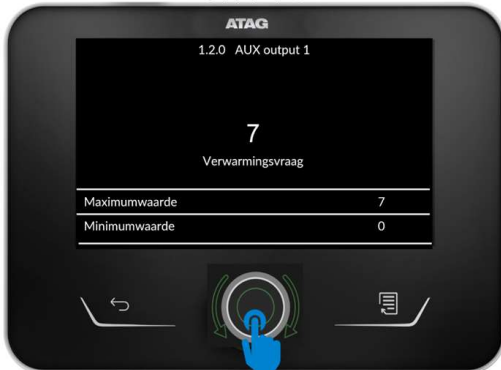 ATAG
1.2.0 AUX output 1
7
Verwarmingsvraag
Maximumwaarde 7
Minimumwaarde 0